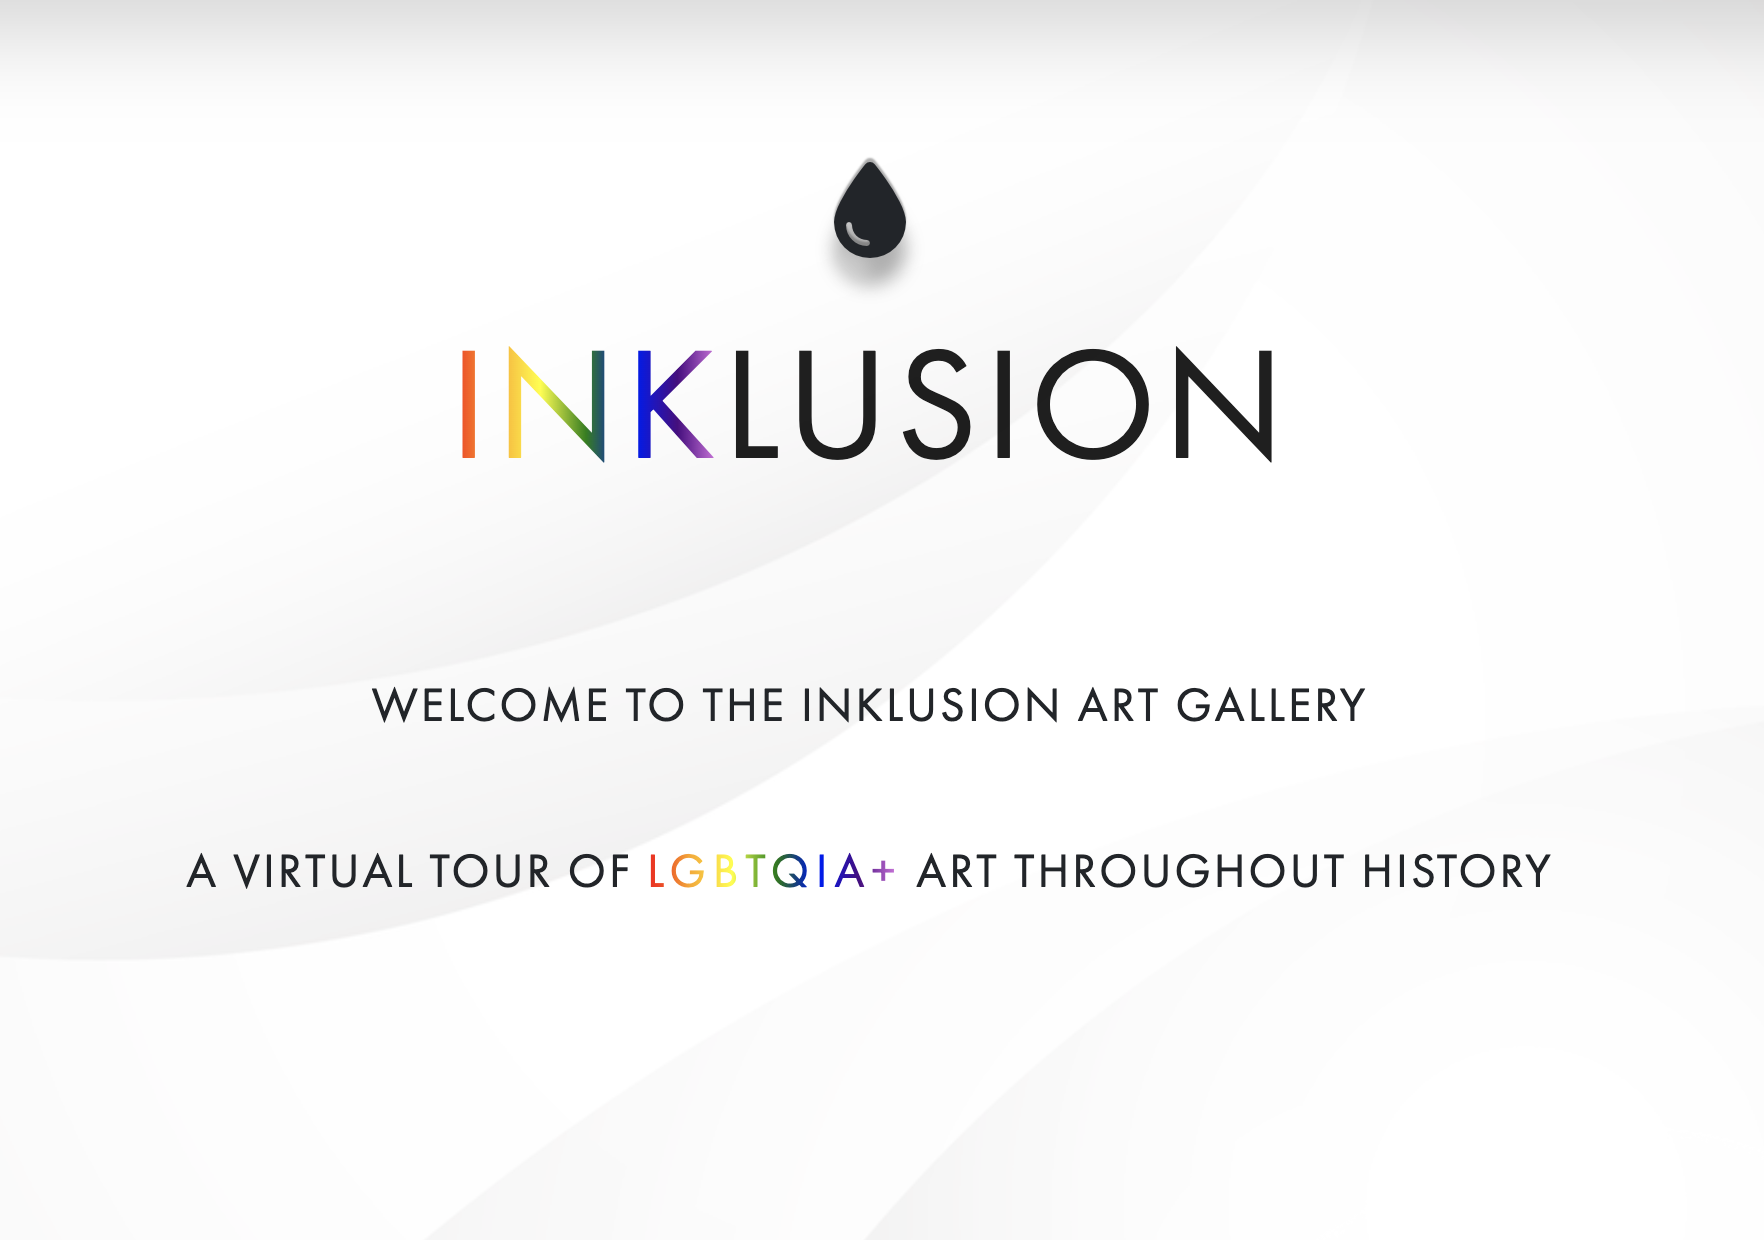 INKLUSION
WELCOME TO THE INKLUSION ART GALLERY
A VIRTUAL TOUR OF LGBTQIA+ ART THROUGHOUT HISTORY